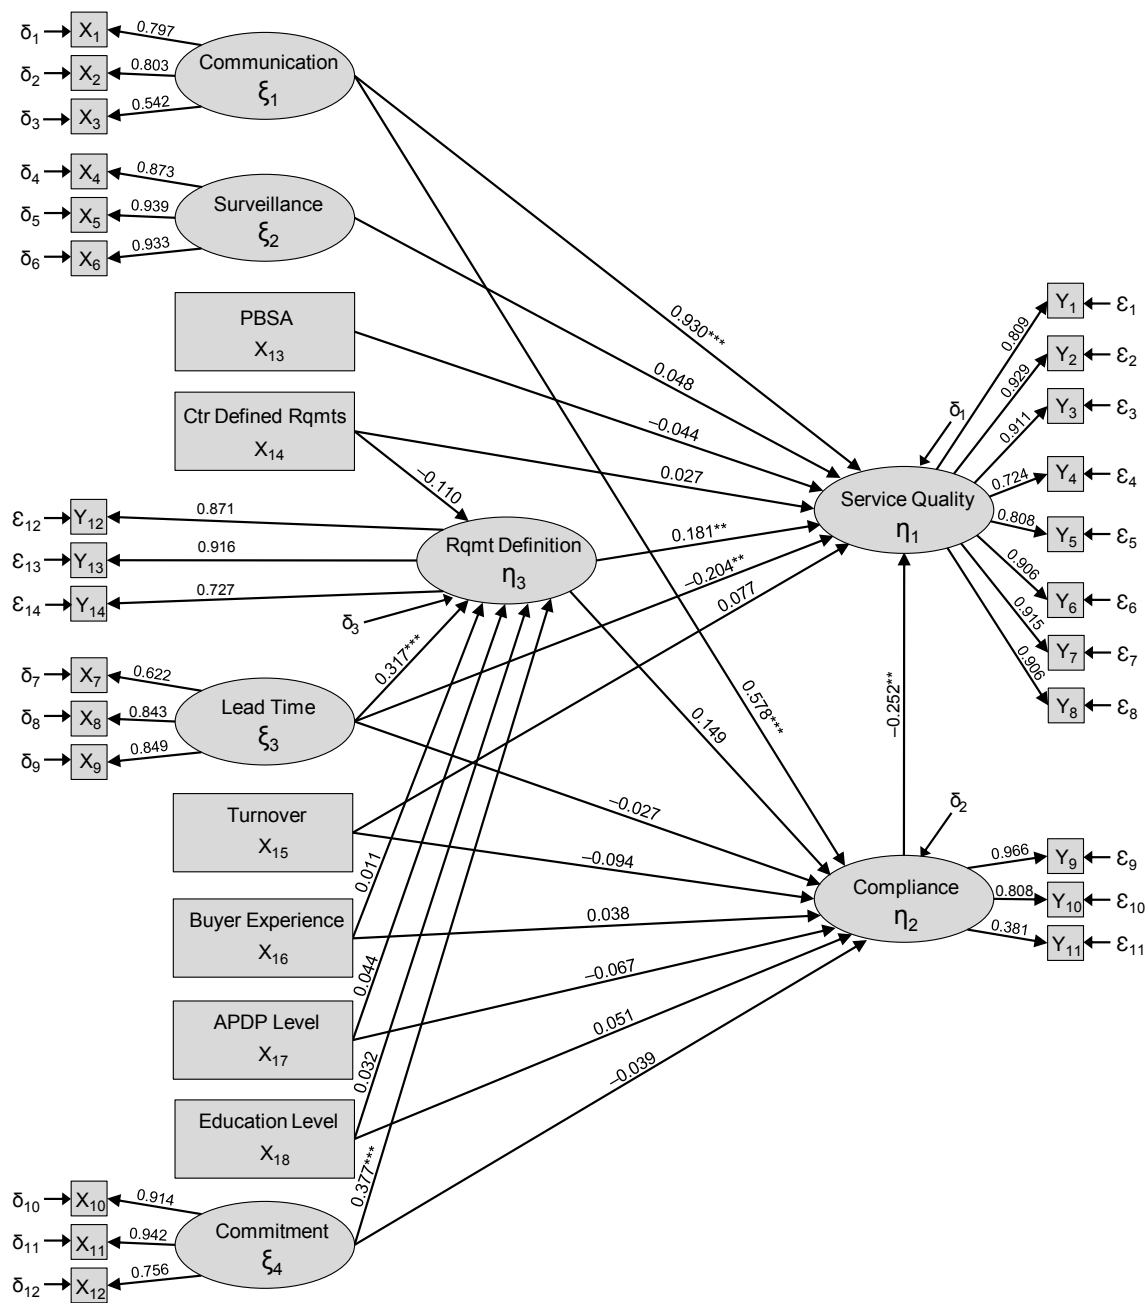 δ₁ X₁ 0.797
δ₂ X₂ 0.803
δ₃ X₃ 0.542
Communication
ξ₁
δ₄ X₄ 0.873
δ₅ X₅ 0.939
δ₆ X₆ 0.933
Surveillance
ξ₂
PBSA
X₁₃
Ctr Defined Rqmts
X₁₄
0.930***
0.048
–0.044
0.027
–0.110
ε₁₂ Y₁₂ 0.871
ε₁₃ Y₁₃ 0.916
ε₁₄ Y₁₄ 0.727
Rqmt Definition
η₃
δ₃
0.181**
–0.204**
0.077
0.317***
0.149
0.578***
δ₁
Service Quality
η₁
0.809 Y₁ ε₁
0.929 Y₂ ε₂
0.911 Y₃ ε₃
0.724 Y₄ ε₄
0.808 Y₅ ε₅
0.906 Y₆ ε₆
0.915 Y₇ ε₇
0.906 Y₈ ε₈
–0.252**
δ₇ X₇ 0.622
δ₈ X₈ 0.843
δ₉ X₉ 0.849
Lead Time
ξ₃
Turnover
X₁₅
Buyer Experience
X₁₆
APDP Level
X₁₇
Education Level
X₁₈
0.011
0.044
0.032
0.377***
–0.027
–0.094
0.038
–0.067
0.051
–0.039
δ₂
Compliance
η₂
0.966 Y₉ ε₉
0.808 Y₁₀ ε₁₀
0.381 Y₁₁ ε₁₁
δ₁₀ X₁₀ 0.914
δ₁₁ X₁₁ 0.942
δ₁₂ X₁₂ 0.756
Commitment
ξ₄